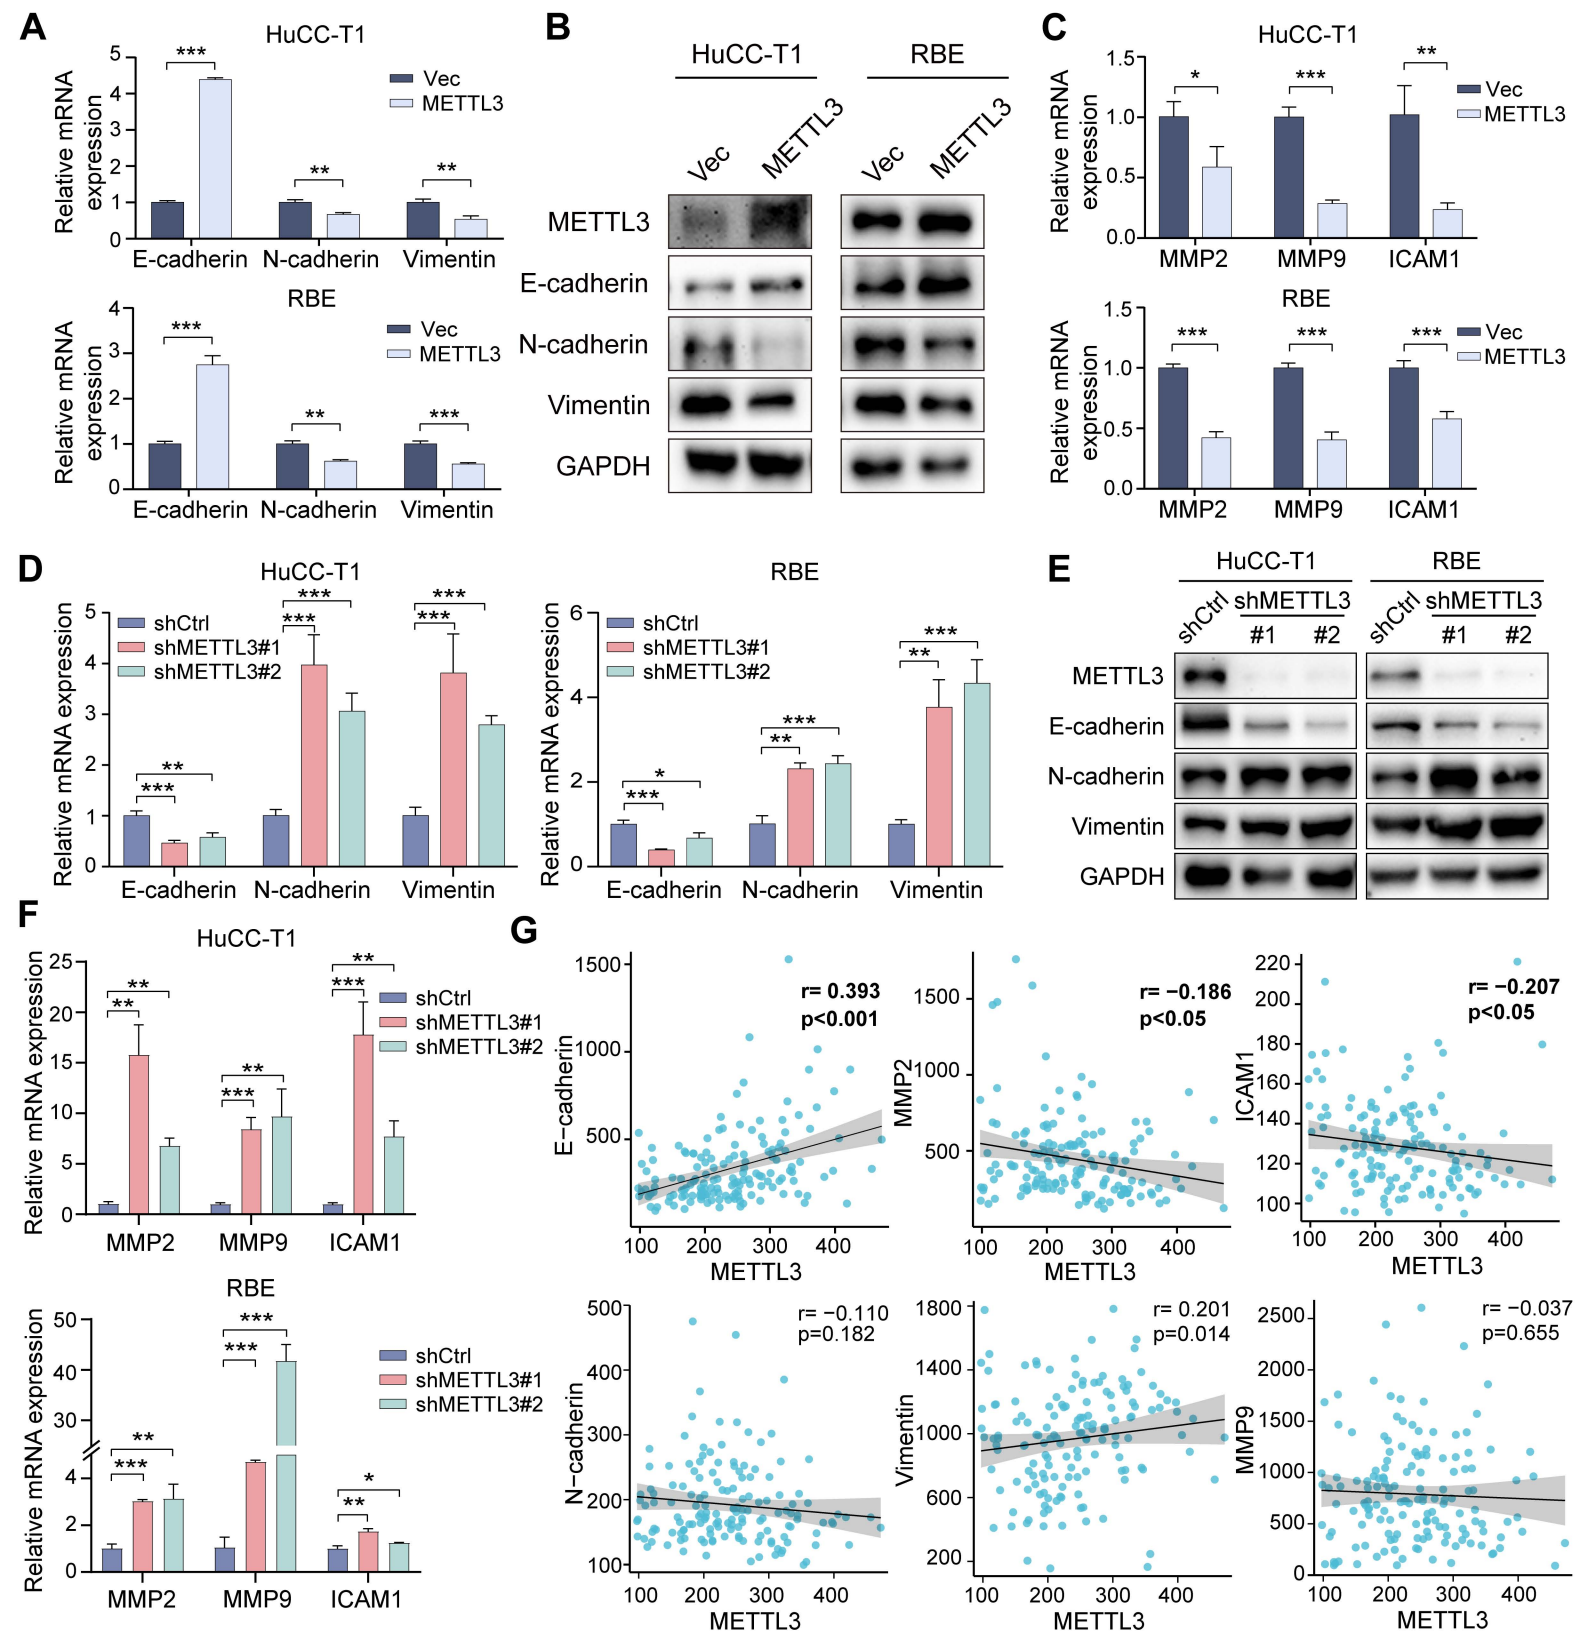 A
HuCC-T1
Relative mRNA
expression
5
4
3
2
1
0
***
**
**
Vec
METTL3
E-cadherin N-cadherin Vimentin
RBE
Relative mRNA
expression
4
3
2
1
0
***
**
***
Vec
METTL3
E-cadherin N-cadherin Vimentin
B
HuCC-T1 RBE
Vec METTL3 Vec METTL3
METTL3
E-cadherin
N-cadherin
Vimentin
GAPDH
C
HuCC-T1
Relative mRNA
expression
1.5
1.0
0.5
0.0
*
***
**
Vec
METTL3
MMP2 MMP9 ICAM1
RBE
Relative mRNA
expression
1.5
1.0
0.5
0.0
***
***
***
Vec
METTL3
MMP2 MMP9 ICAM1
D
HuCC-T1
Relative mRNA expression
5
4
3
2
1
0
shCtrl
shMETTL3#1
shMETTL3#2
**
***
***
***
***
***
E-cadherin N-cadherin Vimentin
RBE
Relative mRNA expression
6
4
2
0
shCtrl
shMETTL3#1
shMETTL3#2
*
***
***
**
***
**
E-cadherin N-cadherin Vimentin
E
HuCC-T1 RBE
shCtrl shMETTL3 shCtrl shMETTL3
#1 #2 #1 #2
METTL3
E-cadherin
N-cadherin
Vimentin
GAPDH
F
HuCC-T1
Relative mRNA expression
25
20
15
10
5
0
**
**
**
***
**
***
shCtrl
shMETTL3#1
shMETTL3#2
MMP2 MMP9 ICAM1
RBE
Relative mRNA expression
50
40
30
4
2
0
**
***
***
***
*
**
shCtrl
shMETTL3#1
shMETTL3#2
MMP2 MMP9 ICAM1
G
E−cadherin
1500
1000
500
r= 0.393
p<0.001
100 200 300 400
METTL3
MMP2
1500
1000
500
r= −0.186
p<0.05
100 200 300 400
METTL3
ICAM1
220
200
180
160
140
120
100
r= −0.207
p<0.05
100 200 300 400
METTL3
N−cadherin
500
400
300
200
100
r= −0.110
p=0.182
100 200 300 400
METTL3
Vimentin
1800
1400
1000
600
200
r= 0.201
p=0.014
100 200 300 400
METTL3
MMP9
2500
2000
1500
1000
500
0
r= −0.037
p=0.655
100 200 300 400
METTL3